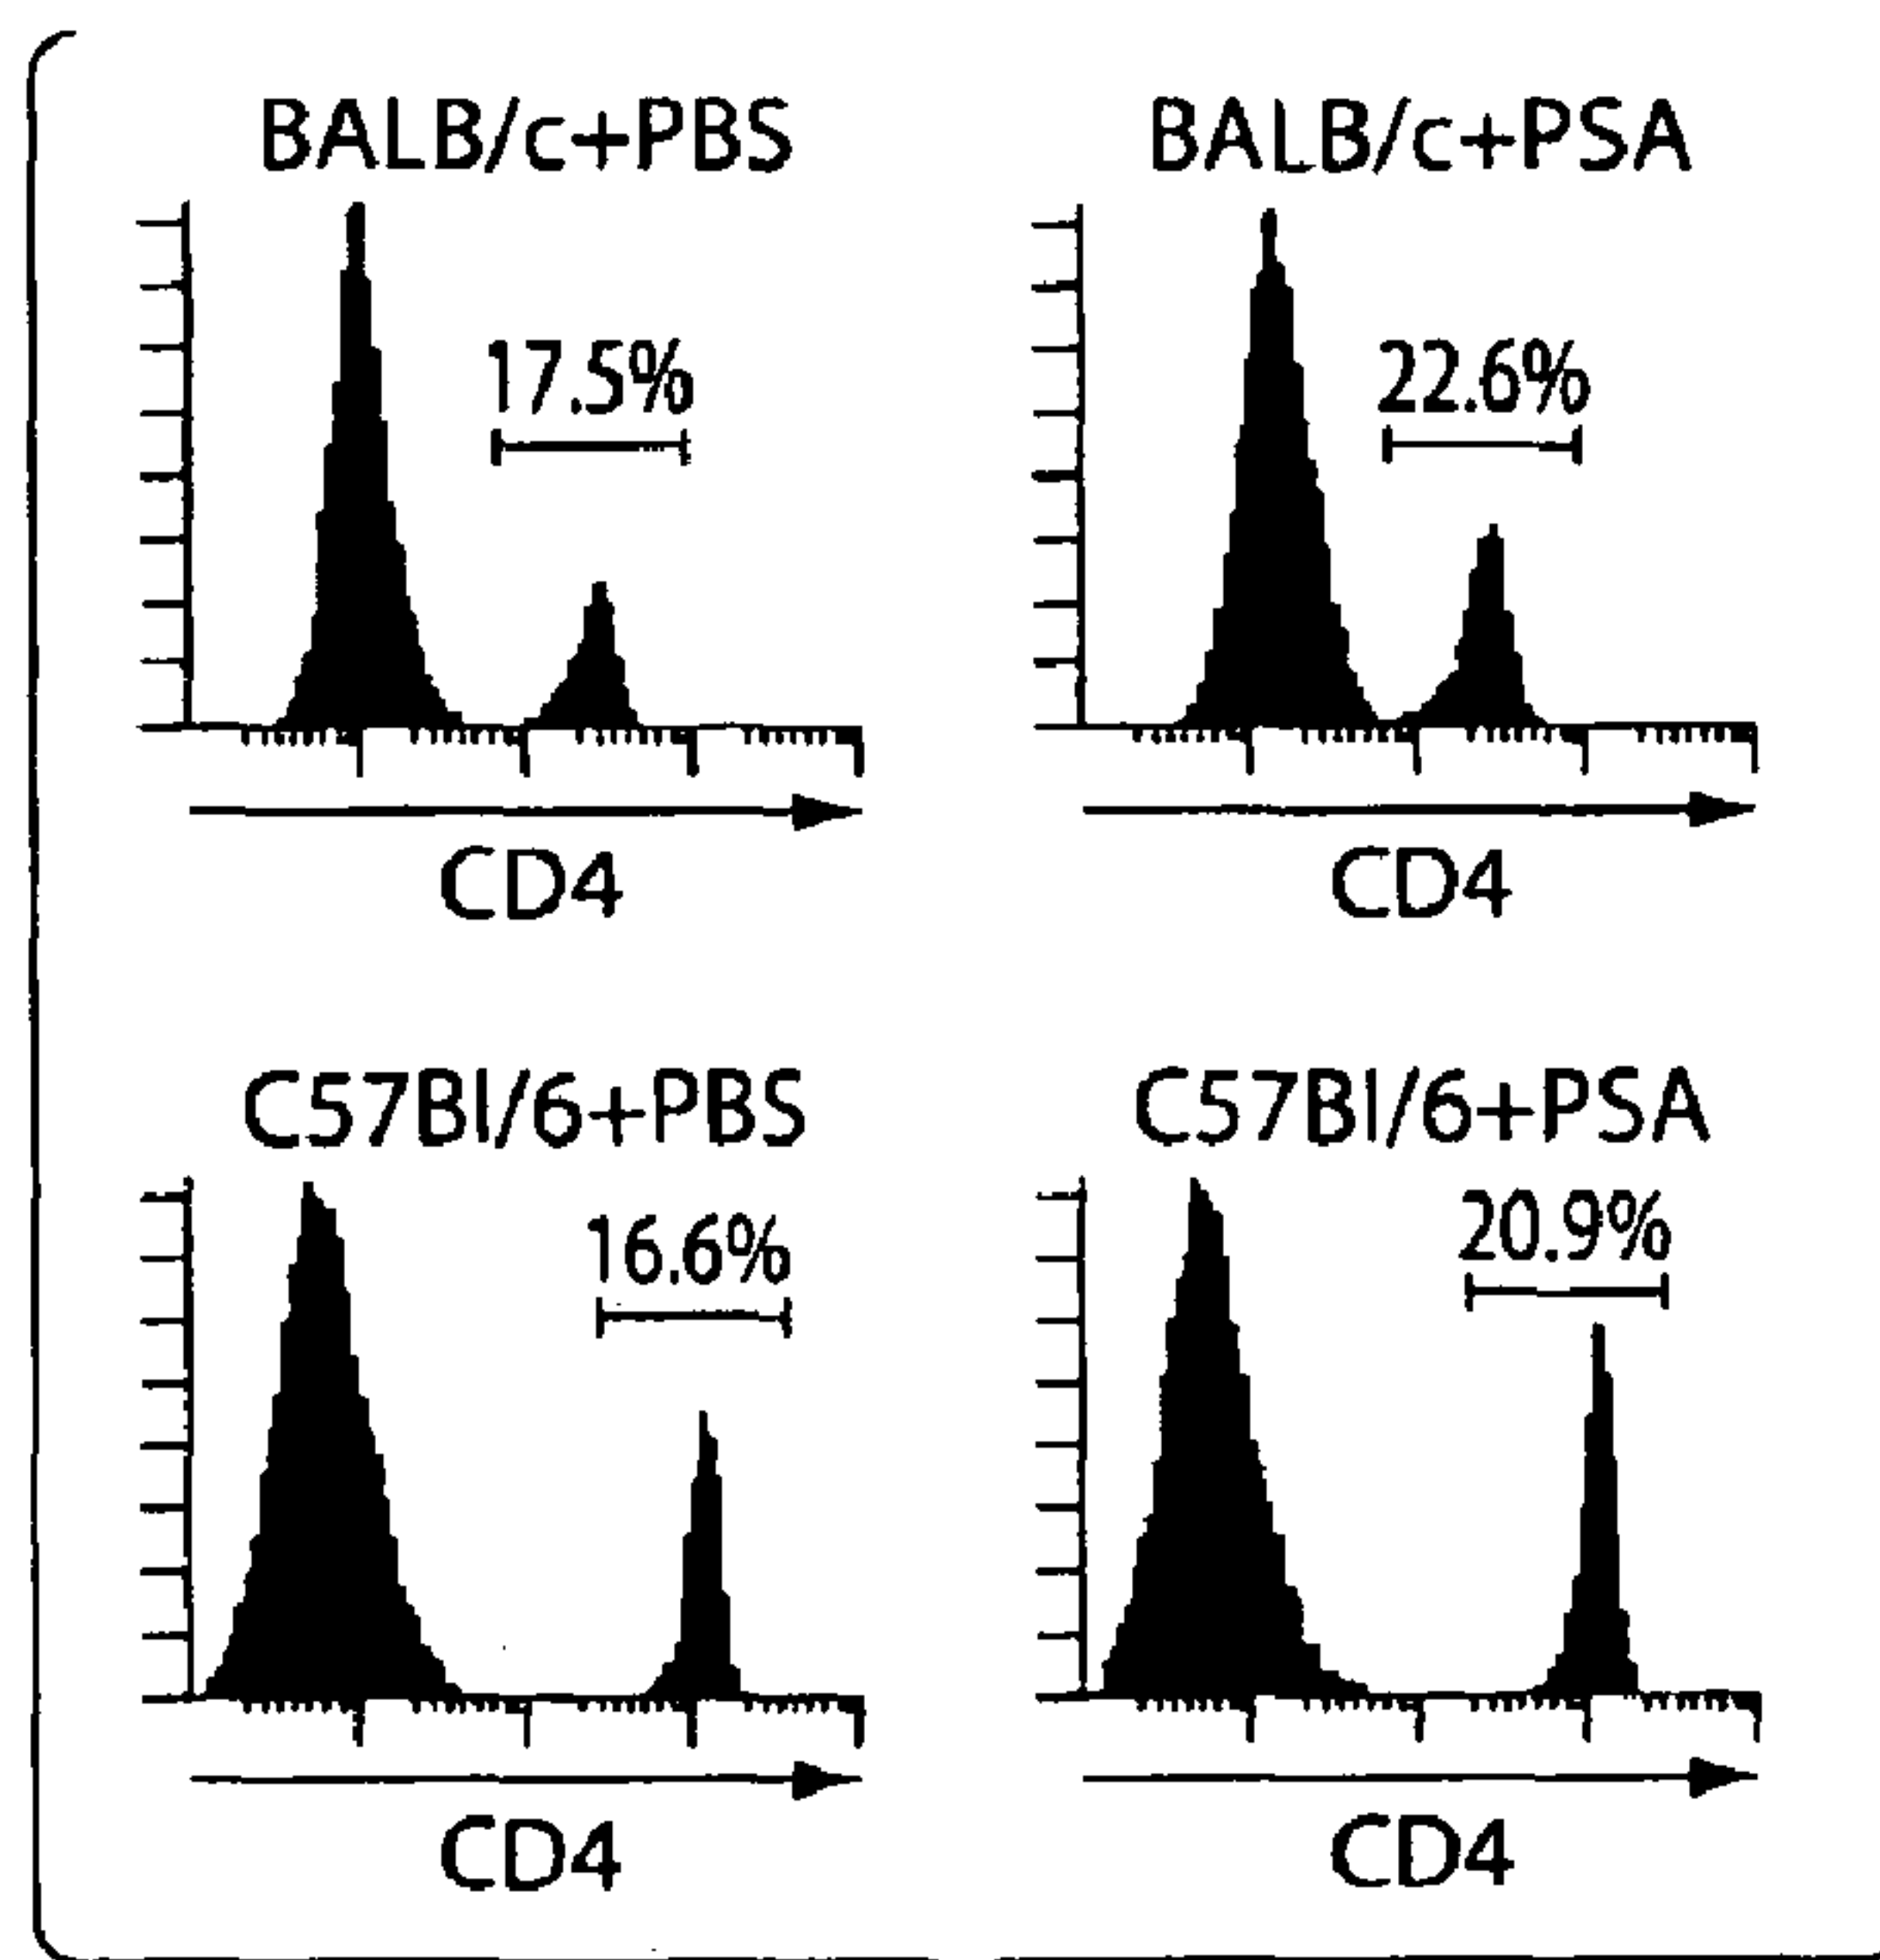 BALB/c+PBS
BALB/c+PSA
17.5%
22.6%
CD4
CD4
C57Bl/6+PBS
C57Bl/6+PSA
16.6%
20.9%
CD4
CD4